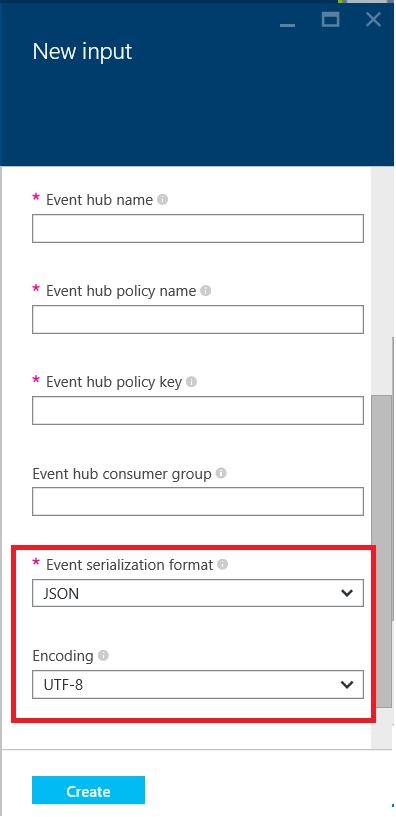 New input
* Event hub name
* Event hub policy name
* Event hub policy key
Event hub consumer group
* Event serialization format
JSON
Encoding
UTF-8
Create